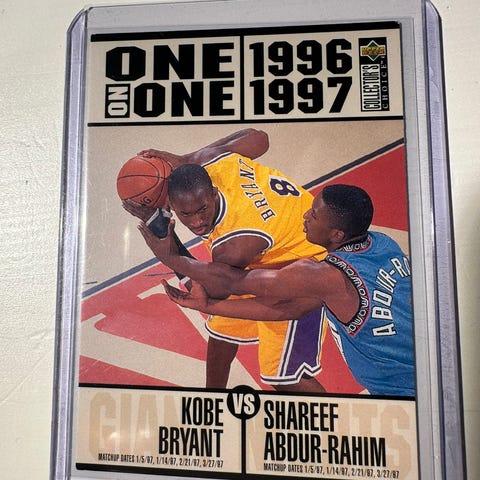 ONE
ON ONE
1996
1997
UPPER DECK
COLLECTOR'S
CHOICE
BRYANT
8
ABDUR-RA
KOBE
BRYANT
VS
SHAREEF
ABDUR-RAHIM
MATCHUP DATES 1/5/97, 1/14/97, 2/21/97, 3/27/97
MATCHUP DATES 1/5/97, 1/14/97, 2/21/97, 3/27/97